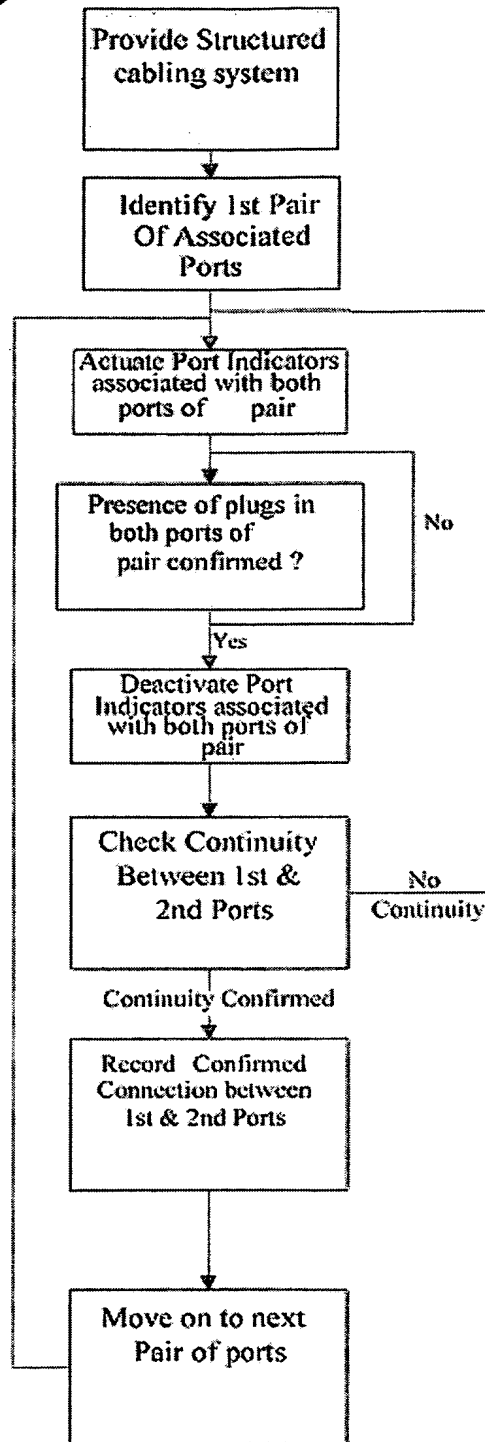 Provide Structured
cabling system
Identify 1st Pair
Of Associated
Ports
Actuate Port Indicators
associated with both
ports of pair
Presence of plugs in
both ports of
pair confirmed ?
No
Yes
Deactivate Port
Indicators associated
with both ports of
pair
Check Continuity
Between 1st &
2nd Ports
No
Continuity
Continuity Confirmed
Record Confirmed
Connection between
1st & 2nd Ports
Move on to next
Pair of ports